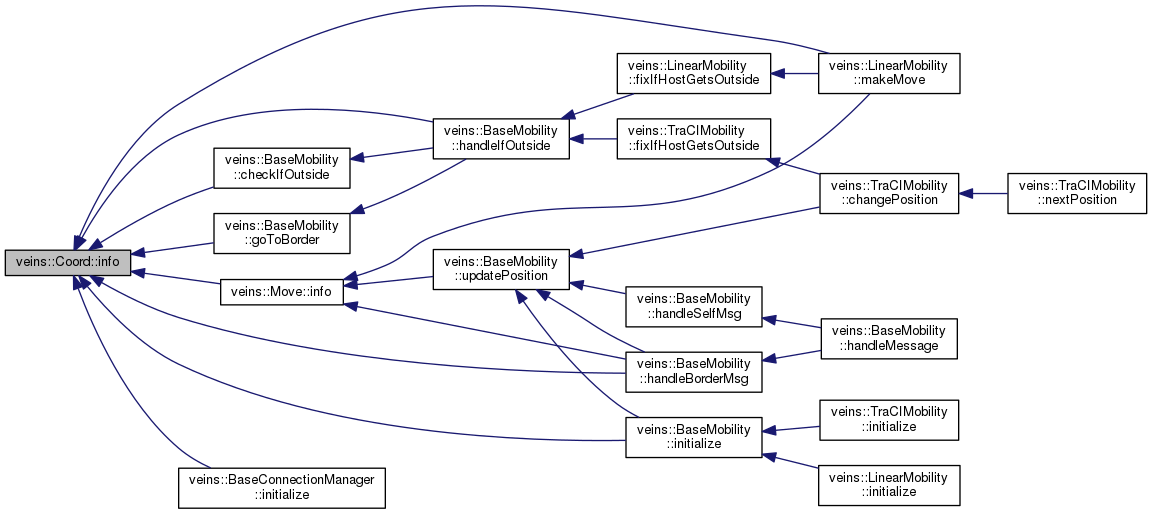 veins::LinearMobility
::makeMove
veins::LinearMobility
::fixIfHostGetsOutside
veins::BaseMobility
::handleIfOutside
veins::TraCIMobility
::fixIfHostGetsOutside
veins::BaseMobility
::checkIfOutside
veins::TraCIMobility
::changePosition
veins::TraCIMobility
::nextPosition
veins::BaseMobility
::goToBorder
veins::Coord::info
veins::BaseMobility
::updatePosition
veins::Move::info
veins::BaseMobility
::handleSelfMsg
veins::BaseMobility
::handleMessage
veins::BaseMobility
::handleBorderMsg
veins::BaseMobility
::initialize
veins::TraCIMobility
::initialize
veins::LinearMobility
::initialize
veins::BaseConnectionManager
::initialize